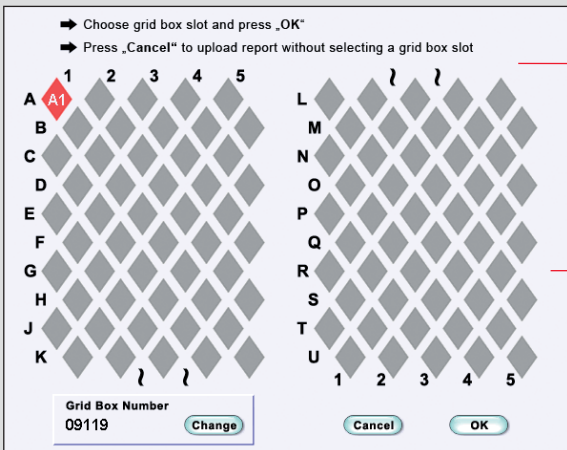 ➡ Choose grid box slot and press „OK“
➡ Press „Cancel“ to upload report without selecting a grid box slot
1 2 3 4 5
A A1 L
B M
C N
D O
E P
F Q
G R
H S
J T
K U
1 2 3 4 5
Grid Box Number
09119 Change Cancel OK